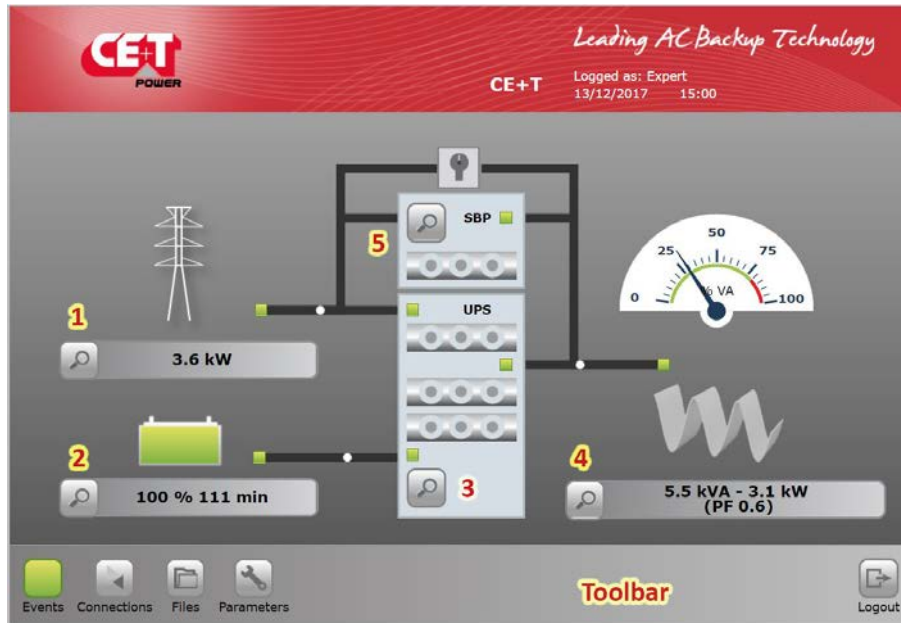 CE+T
POWER
Leading AC Backup Technology
CE+T
Logged as: Expert
13/12/2017 15:00
SBP
5
50
25
75
0
% VA
100
1
UPS
3.6 kW
2
3
4
100 % 111 min
5.5 kVA - 3.1 kW
(PF 0.6)
Toolbar
Events
Connections
Files
Parameters
Logout